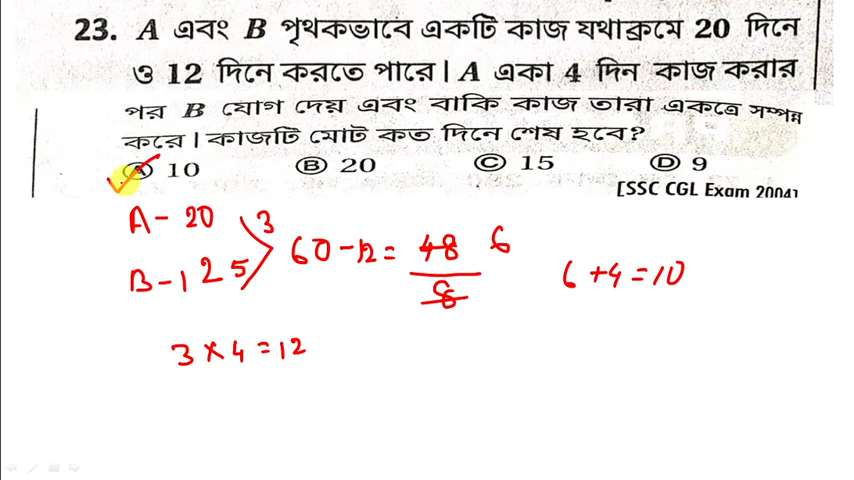 23. A এবং B পৃথকভাবে একটি কাজ যথাক্রমে 20 দিনে
ও 12 দিনে করতে পারে। A একা 4 দিন কাজ করার
পর B যোগ দেয় এবং বাকি কাজ তারা একত্রে সম্পন্ন
করে। কাজটি মোট কত দিনে শেষ হবে?
Ⓐ 10 Ⓑ 20 Ⓒ 15 Ⓓ 9
[SSC CGL Exam 2004]
A - 20 3
60 - 12 = 48 6
B - 12 5
8
6 + 4 = 10
3 × 4 = 12